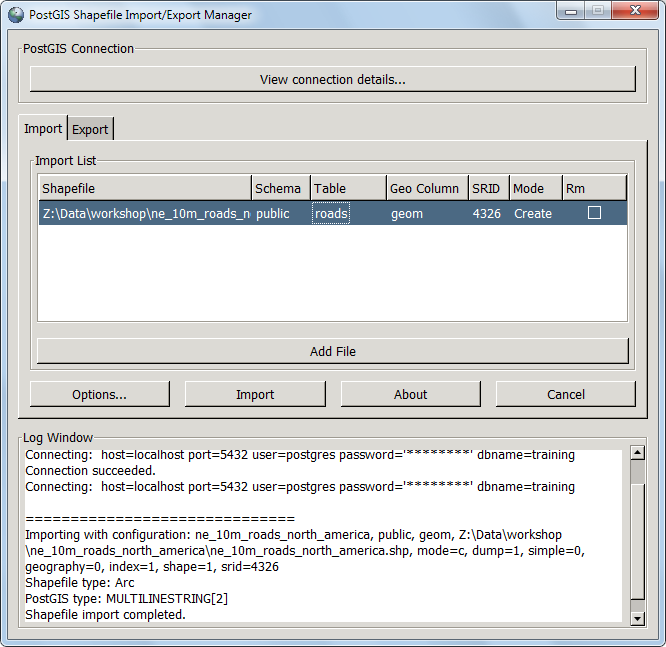 PostGIS Shapefile Import/Export Manager
PostGIS Connection
View connection details...
Import Export
Import List
Shapefile Schema Table Geo Column SRID Mode Rm
Z:\Data\workshop\ne_10m_roads_n public roads geom 4326 Create
Add File
Options... Import About Cancel
Log Window
Connecting: host=localhost port=5432 user=postgres password='********' dbname=training
Connection succeeded.
Connecting: host=localhost port=5432 user=postgres password='********' dbname=training
==============================
Importing with configuration: ne_10m_roads_north_america, public, geom, Z:\Data\workshop
\ne_10m_roads_north_america\ne_10m_roads_north_america.shp, mode=c, dump=1, simple=0,
geography=0, index=1, shape=1, srid=4326
Shapefile type: Arc
PostGIS type: MULTILINESTRING[2]
Shapefile import completed.